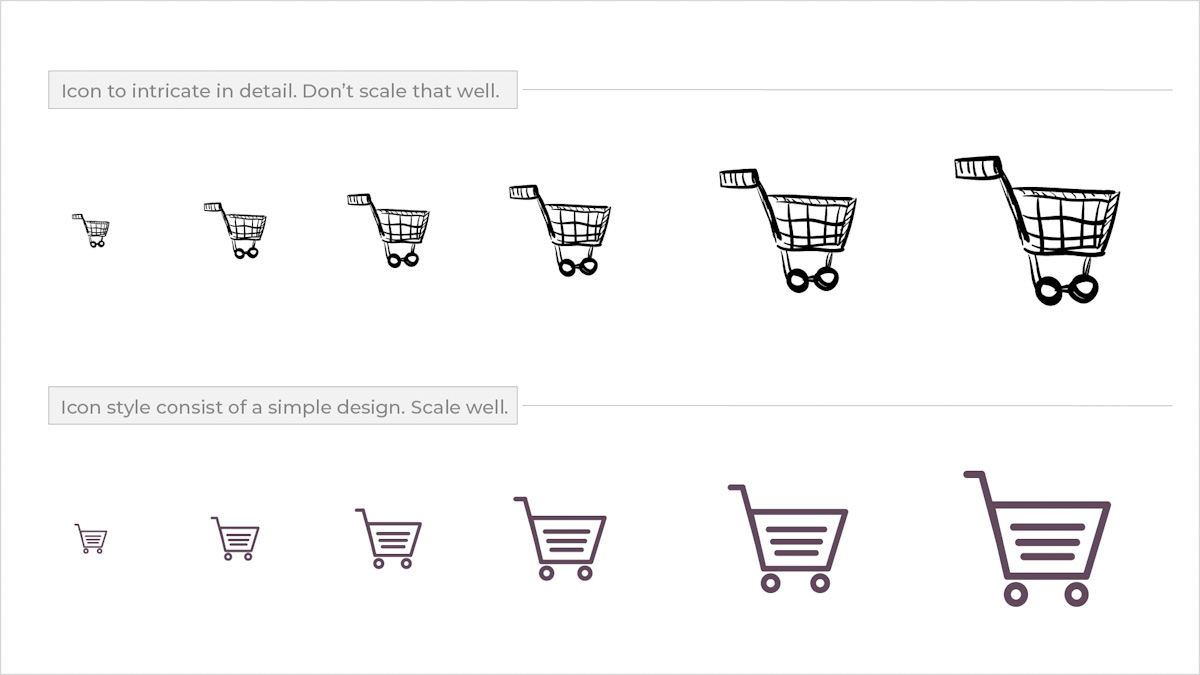 Icon to intricate in detail. Don’t scale that well.
Icon style consist of a simple design. Scale well.